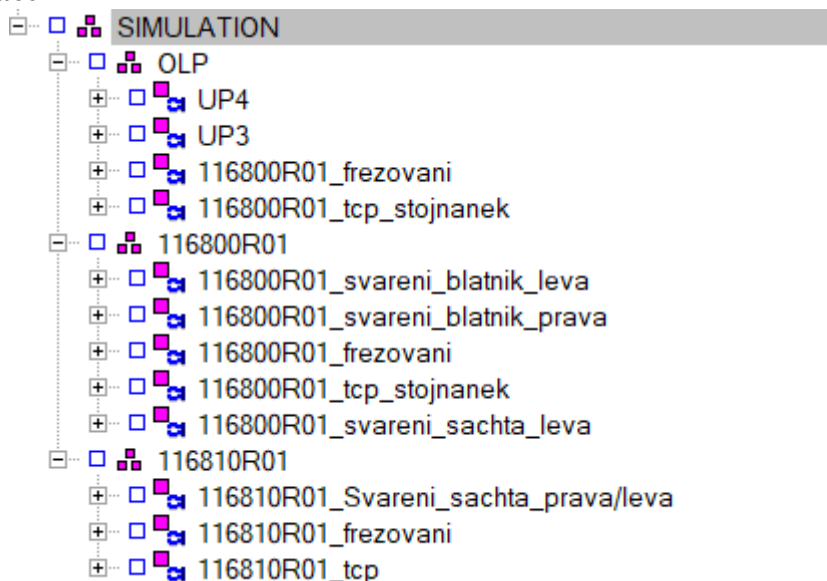 SIMULATION
OLP
UP4
UP3
116800R01_frezovani
116800R01_tcp_stojnanek
116800R01
116800R01_svareni_blatnik_leva
116800R01_svareni_blatnik_prava
116800R01_frezovani
116800R01_tcp_stojnanek
116800R01_svareni_sachta_leva
116810R01
116810R01_Svareni_sachta_prava/leva
116810R01_frezovani
116810R01_tcp